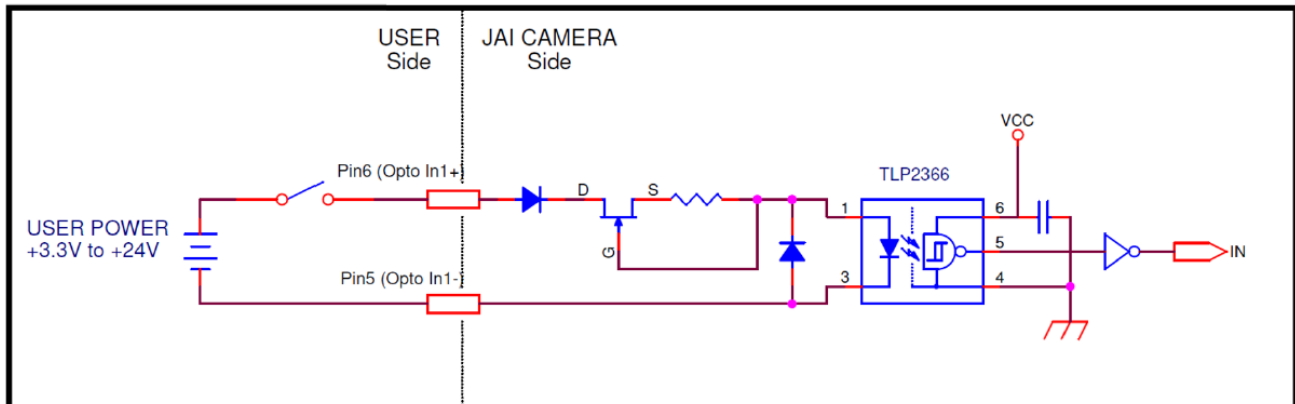 USER
Side
JAI CAMERA
Side
VCC
Pin6 (Opto In1+)
TLP2366
D
S
1
6
USER POWER
+3.3V to +24V
G
5
IN
Pin5 (Opto In1-)
3
4